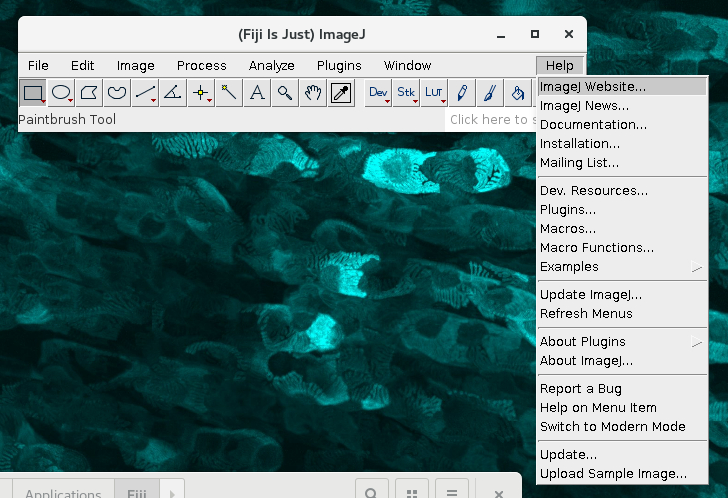 (Fiji Is Just) ImageJ
File Edit Image Process Analyze Plugins Window Help
A Dev Stk LUT
Paintbrush Tool
Click here to s
ImageJ Website...
ImageJ News...
Documentation...
Installation...
Mailing List...
Dev. Resources...
Plugins...
Macros...
Macro Functions...
Examples
Update ImageJ...
Refresh Menus
About Plugins
About ImageJ...
Report a Bug
Help on Menu Item
Switch to Modern Mode
Update...
Upload Sample Image...
Applications Fiji